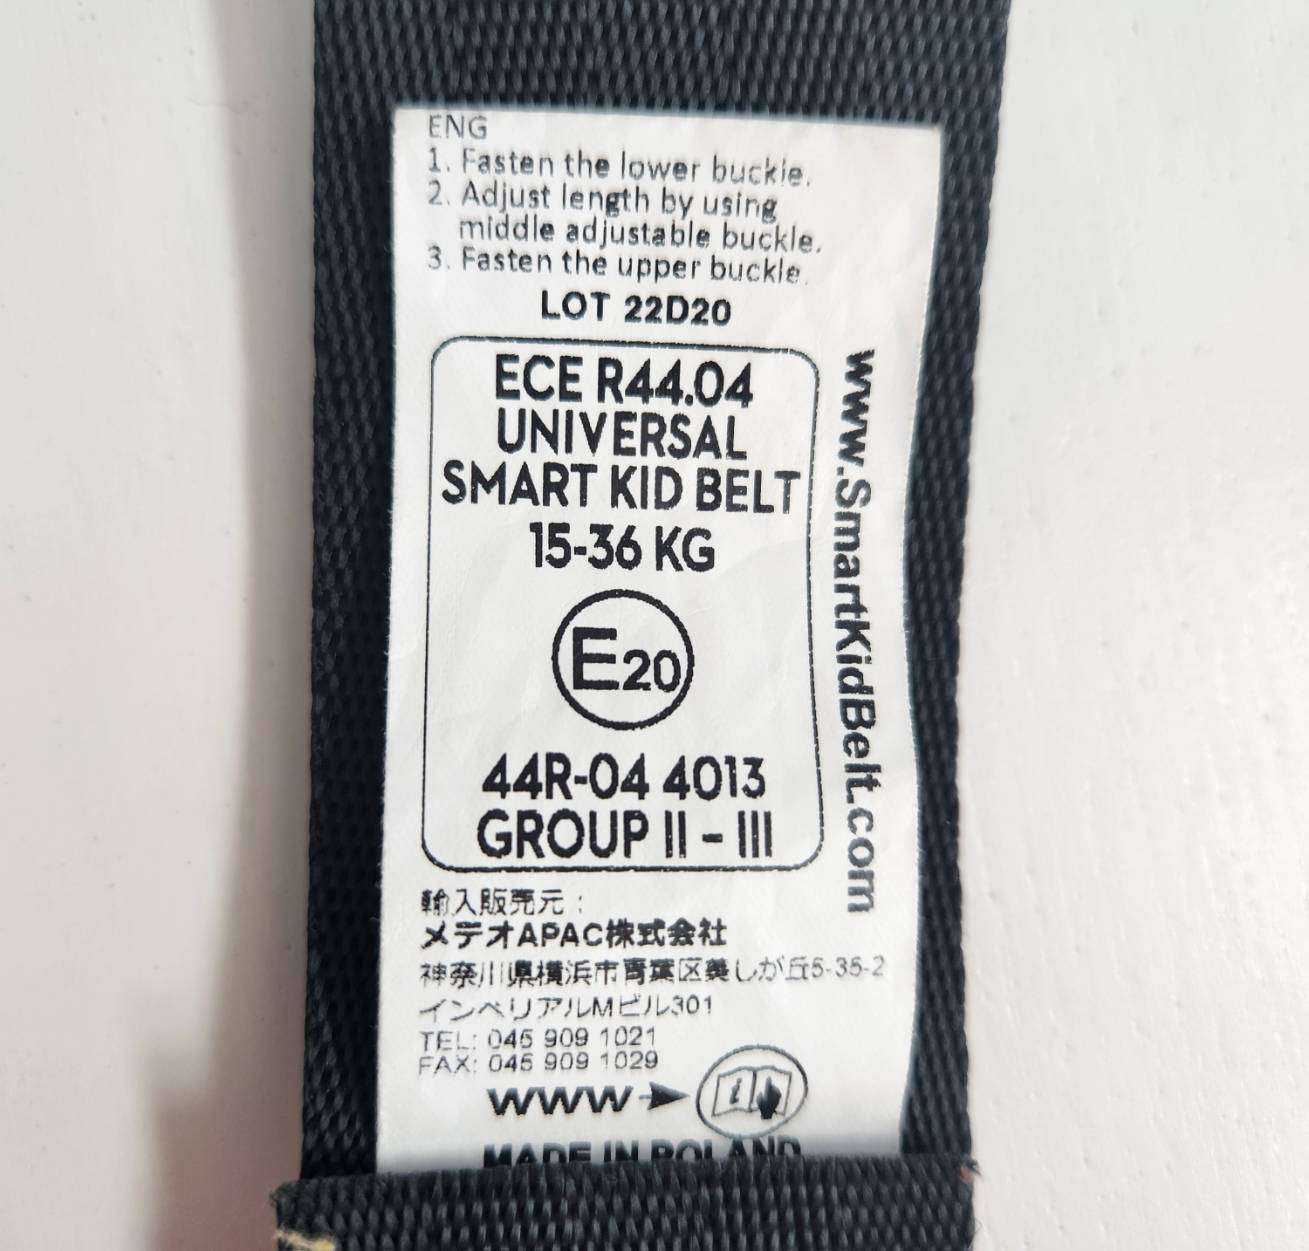 ENG
1. Fasten the lower buckle.
2. Adjust length by using
middle adjustable buckle.
3. Fasten the upper buckle.
LOT 22D20
ECE R44.04
UNIVERSAL
SMART KID BELT
15-36 KG
E20
44R-04 4013
GROUP II - III
www.SmartKidBelt.com
輸入販売元：
メテオAPAC株式会社
神奈川県横浜市青葉区美しが丘5-35-2
インペリアルMビル301
TEL: 045 909 1021
FAX: 045 909 1029
www
i
MADE IN POLAND